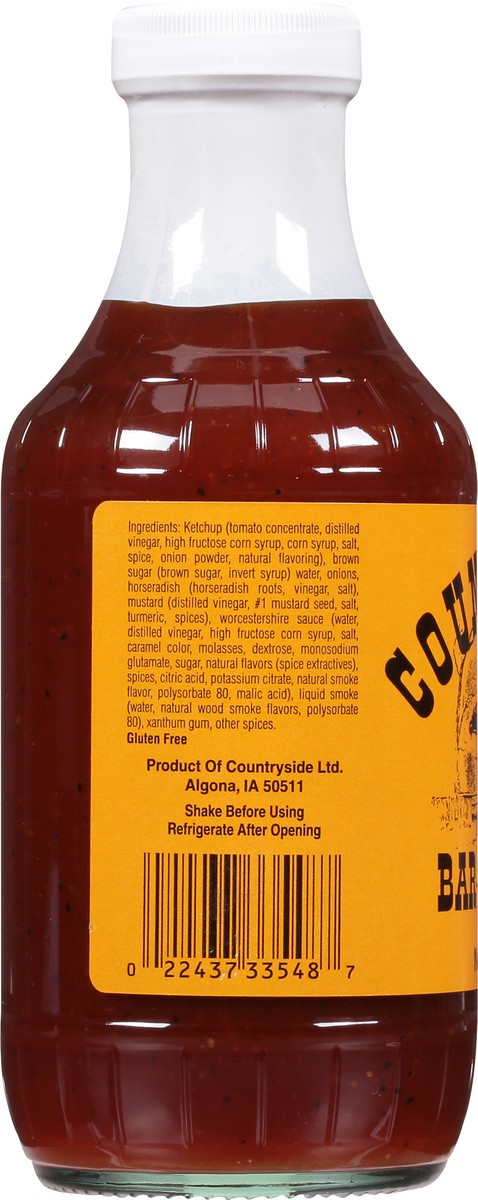 Ingredients: Ketchup (tomato concentrate, distilled
vinegar, high fructose corn syrup, corn syrup, salt,
spice, onion powder, natural flavoring), brown
sugar (brown sugar, invert syrup) water, onions,
horseradish (horseradish roots, vinegar, salt),
mustard (distilled vinegar, #1 mustard seed, salt,
turmeric, spices), worcestershire sauce (water,
distilled vinegar, high fructose corn syrup, salt,
caramel color, molasses, dextrose, monosodium
glutamate, sugar, natural flavors (spice extractives),
spices, citric acid, potassium citrate, natural smoke
flavor, polysorbate 80, malic acid), liquid smoke
(water, natural wood smoke flavors, polysorbate
80), xanthum gum, other spices.
Gluten Free
Product Of Countryside Ltd.
Algona, IA 50511
Shake Before Using
Refrigerate After Opening
0 22437 33548 7
COUN
BAR